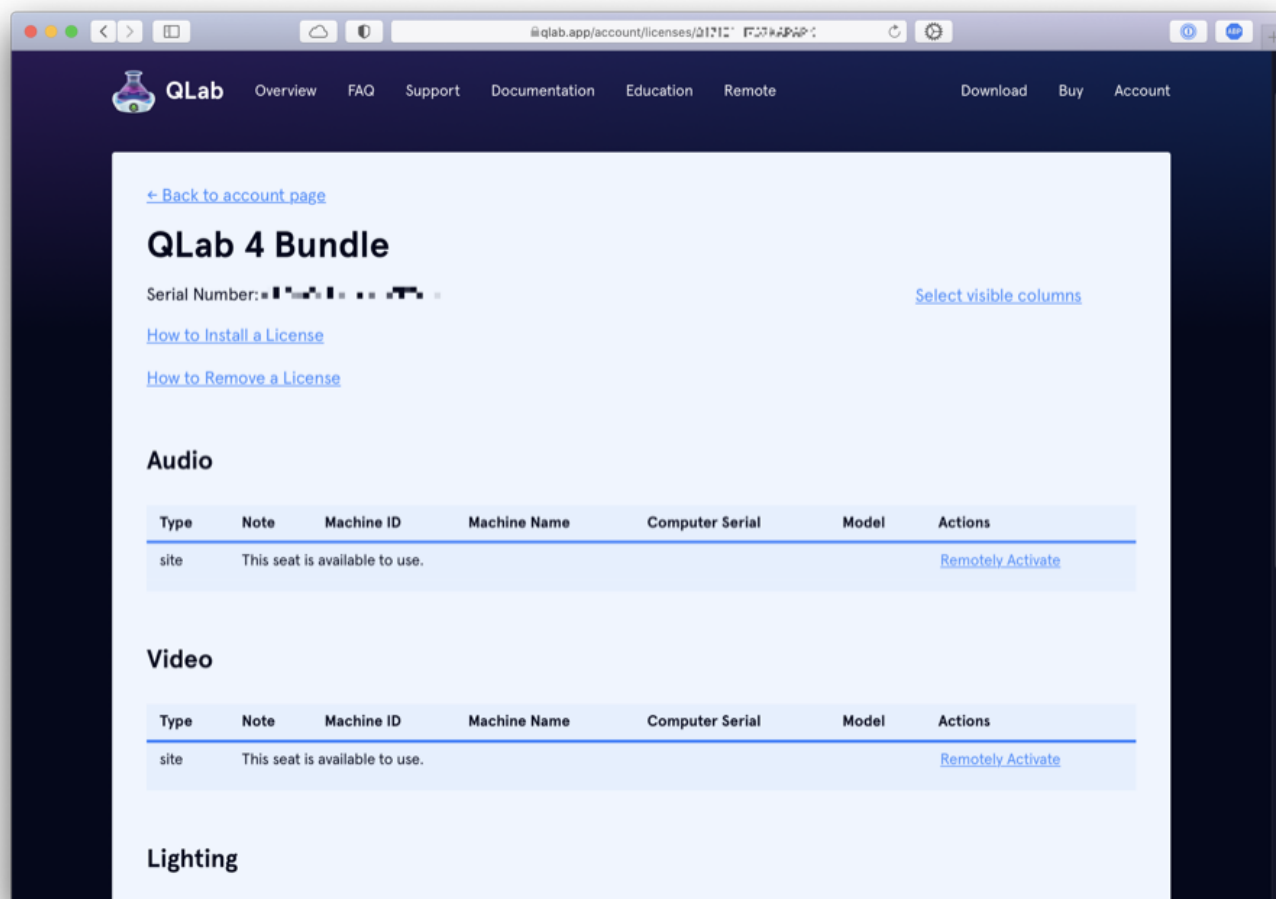 qlab.app/account/licenses/
QLab Overview FAQ Support Documentation Education Remote Download Buy Account
← Back to account page
QLab 4 Bundle
Serial Number:
Select visible columns
How to Install a License
How to Remove a License
Audio
Type Note Machine ID Machine Name Computer Serial Model Actions
site This seat is available to use. Remotely Activate
Video
Type Note Machine ID Machine Name Computer Serial Model Actions
site This seat is available to use. Remotely Activate
Lighting